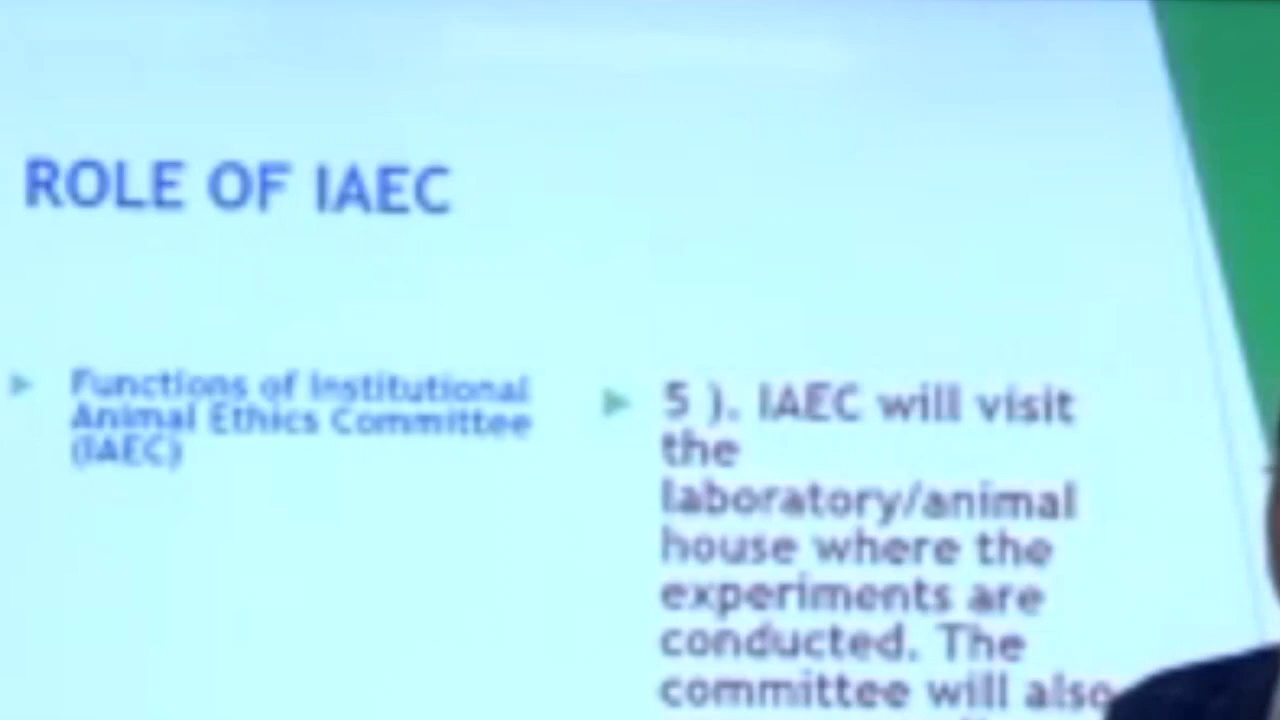 ROLE OF IAEC
Functions of Institutional
Animal Ethics Committee
(IAEC)
5 ). IAEC will visit
the
laboratory/animal
house where the
experiments are
conducted. The
committee will also